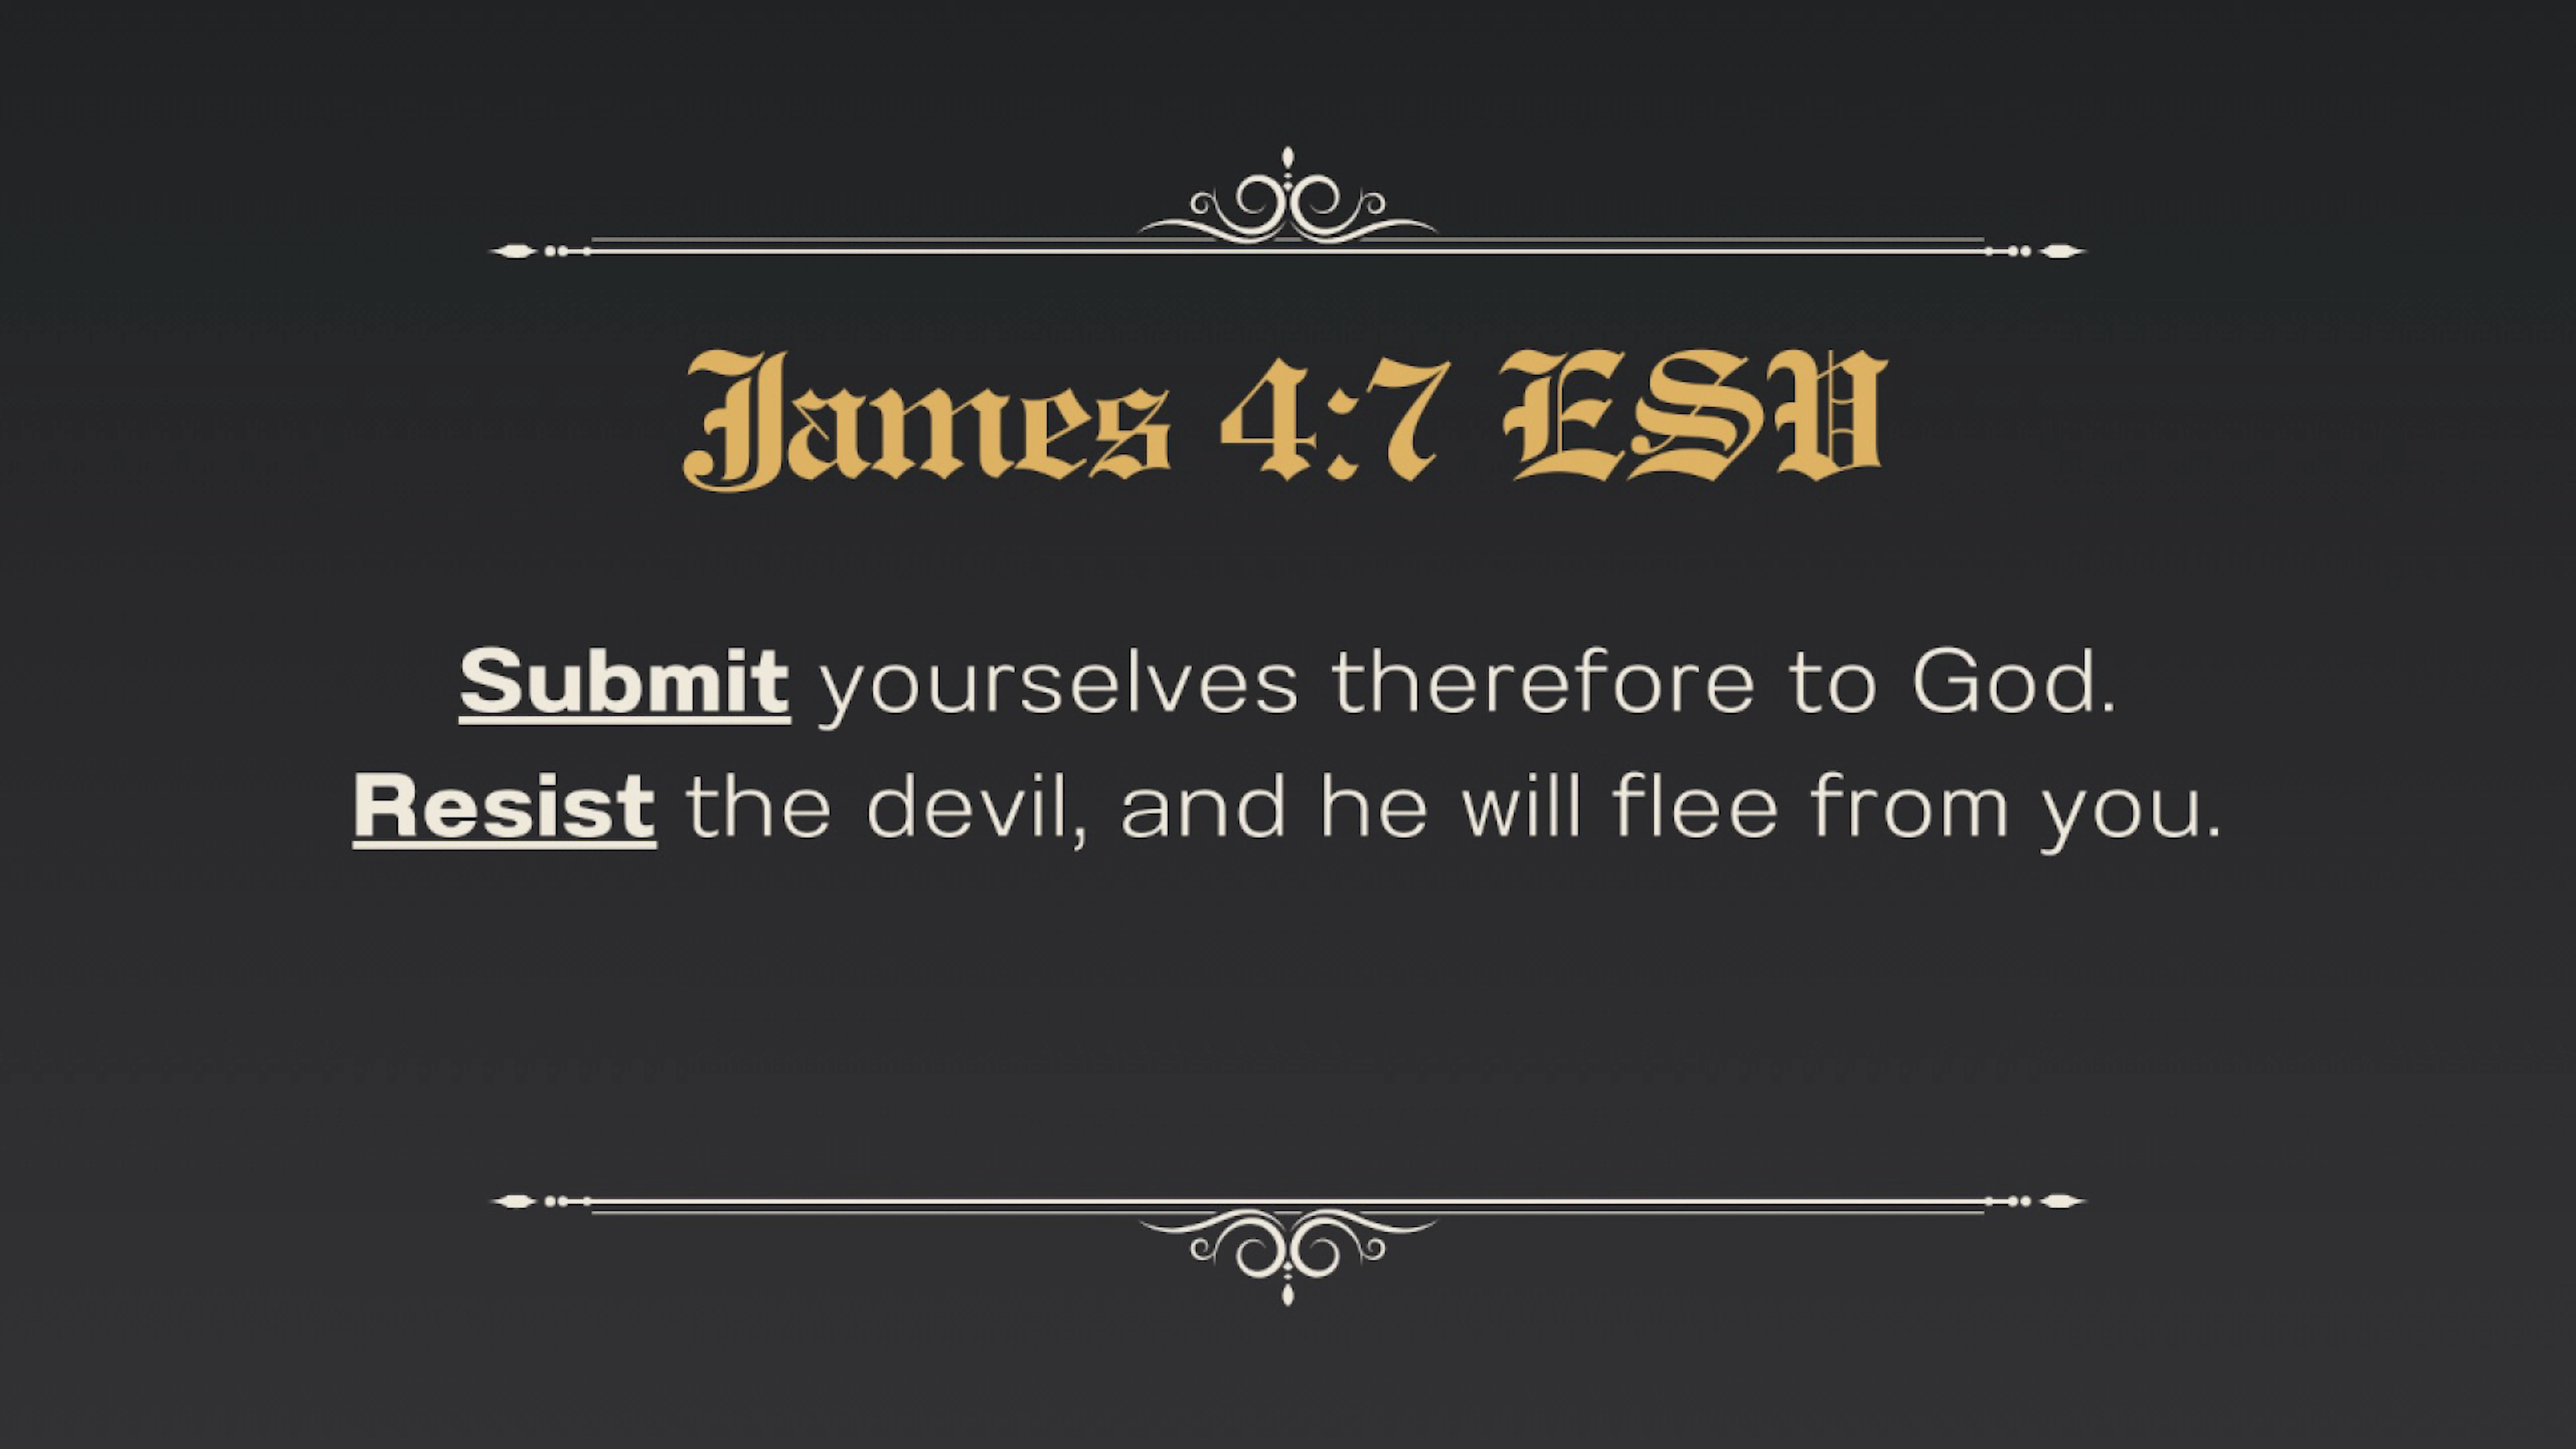 James 4:7 ESV
Submit yourselves therefore to God.
Resist the devil, and he will flee from you.